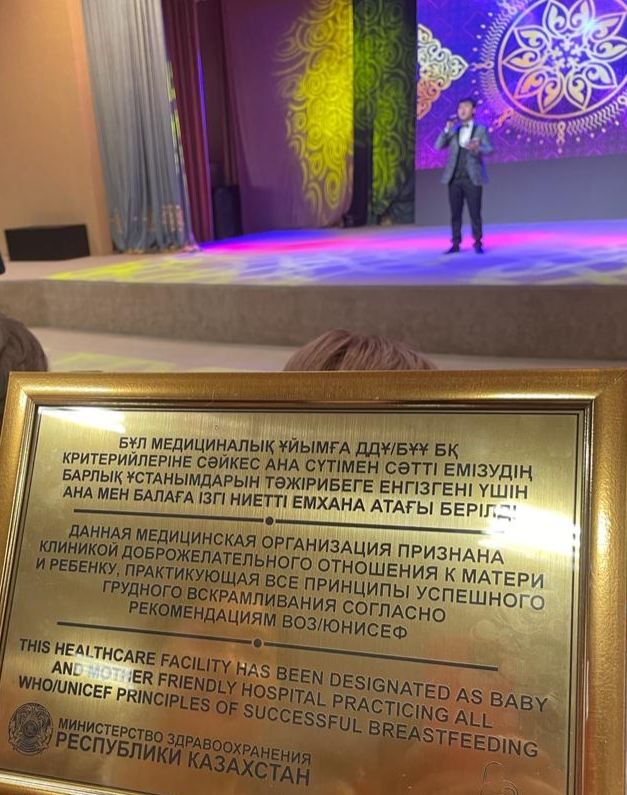 БҰЛ МЕДИЦИНАЛЫҚ ҰЙЫМҒА ДДҰ/БҰҰ БҚ
КРИТЕРИЙЛЕРІНЕ СӘЙКЕС АНА СҮТІМЕН СӘТТІ ЕМІЗУДІҢ
БАРЛЫҚ ҰСТАНЫМДАРЫН ТӘЖІРИБЕГЕ ЕНГІЗГЕНІ ҮШІН
АНА МЕН БАЛАҒА ІЗГІ НИЕТТІ ЕМХАНА АТАҒЫ БЕРІЛДІ
ДАННАЯ МЕДИЦИНСКАЯ ОРГАНИЗАЦИЯ ПРИЗНАНА
КЛИНИКОЙ ДОБРОЖЕЛАТЕЛЬНОГО ОТНОШЕНИЯ К МАТЕРИ
И РЕБЕНКУ, ПРАКТИКУЮЩАЯ ВСЕ ПРИНЦИПЫ УСПЕШНОГО
ГРУДНОГО ВСКРАМЛИВАНИЯ СОГЛАСНО
РЕКОМЕНДАЦИЯМ ВОЗ/ЮНИСЕФ
THIS HEALTHCARE FACILITY HAS BEEN DESIGNATED AS BABY
AND MOTHER FRIENDLY HOSPITAL PRACTICING ALL
WHO/UNICEF PRINCIPLES OF SUCCESSFUL BREASTFEEDING
МИНИСТЕРСТВО ЗДРАВООХРАНЕНИЯ
РЕСПУБЛИКИ КАЗАХСТАН